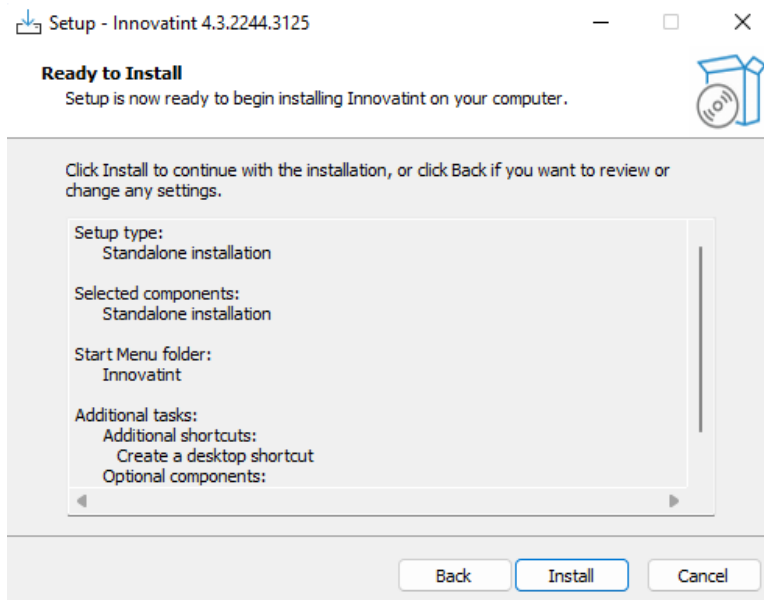 Setup - Innovatint 4.3.2244.3125
Ready to Install
Setup is now ready to begin installing Innovatint on your computer.
Click Install to continue with the installation, or click Back if you want to review or
change any settings.
Setup type:
Standalone installation
Selected components:
Standalone installation
Start Menu folder:
Innovatint
Additional tasks:
Additional shortcuts:
Create a desktop shortcut
Optional components:
Back
Install
Cancel